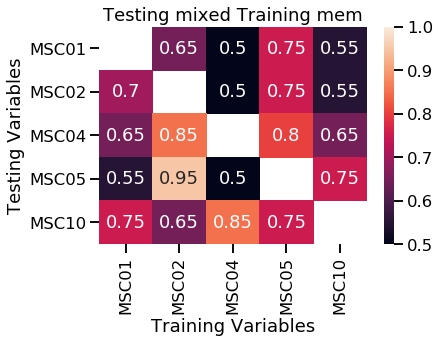 Testing mixed Training mem
Testing Variables
MSC01 0.65 0.5 0.75 0.55
MSC02 0.7 0.5 0.75 0.55
MSC04 0.65 0.85 0.8 0.65
MSC05 0.55 0.95 0.5 0.75
MSC10 0.75 0.65 0.85 0.75
MSC01 MSC02 MSC04 MSC05 MSC10
Training Variables
1.0
0.9
0.8
0.7
0.6
0.5